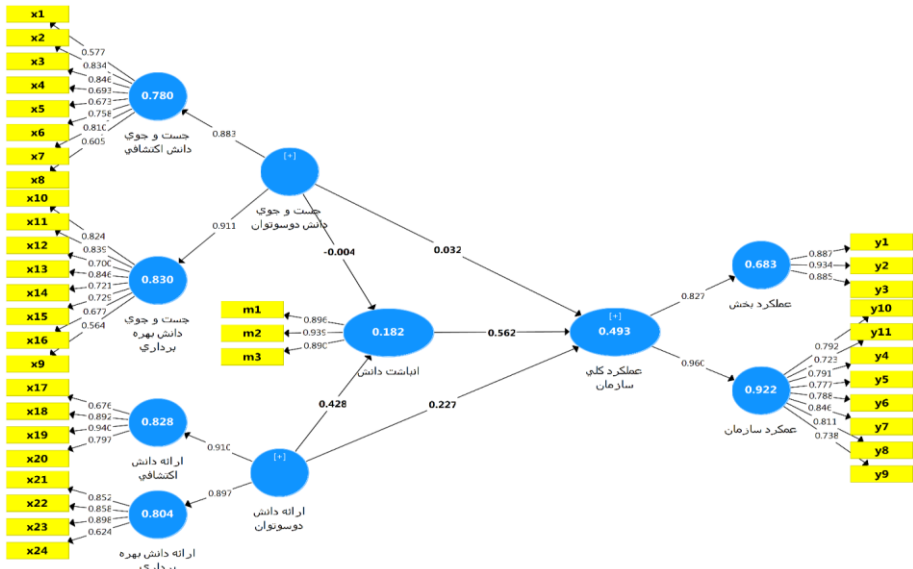 x1
x2
x3
x4
x5
x6
x7
x8
0.577
0.834
0.846
0.693
0.673
0.758
0.810
0.605
0.780
جست و جوي
دانش اكتشافي
0.883
[+]
جست و جوي
دانش دوسوتوان
0.911
x10
x11
x12
x13
x14
x15
x16
x9
0.824
0.839
0.700
0.846
0.721
0.729
0.677
0.564
0.830
جست و جوي
دانش بهره
برداري
-0.004
0.032
m1
m2
m3
0.896
0.939
0.890
0.182
انباشت دانش
0.562
[+]
0.493
عملكرد كلي
سازمان
0.428
0.227
x17
x18
x19
x20
0.676
0.892
0.940
0.797
0.828
ارائه دانش
اكتشافي
0.910
[+]
ارائه دانش
دوسوتوان
0.897
x21
x22
x23
x24
0.852
0.858
0.898
0.624
0.804
ارائه دانش بهره
برداري
0.827
0.683
عملكرد بخش
0.887
0.934
0.885
y1
y2
y3
0.960
0.922
عمكرد سازمان
0.792
0.723
0.791
0.777
0.788
0.846
0.811
0.738
y10
y11
y4
y5
y6
y7
y8
y9